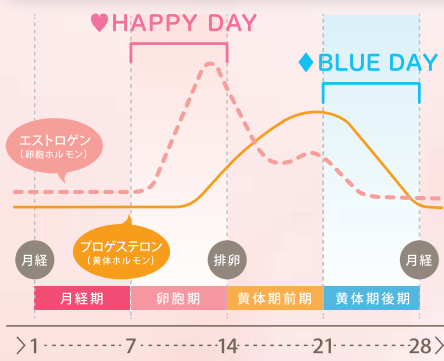 ♥HAPPY DAY
♦BLUE DAY
エストロゲン
(卵胞ホルモン)
プロゲステロン
(黄体ホルモン)
月経
排卵
月経
月経期
卵胞期
黄体期前期
黄体期後期
1 7 14 21 28